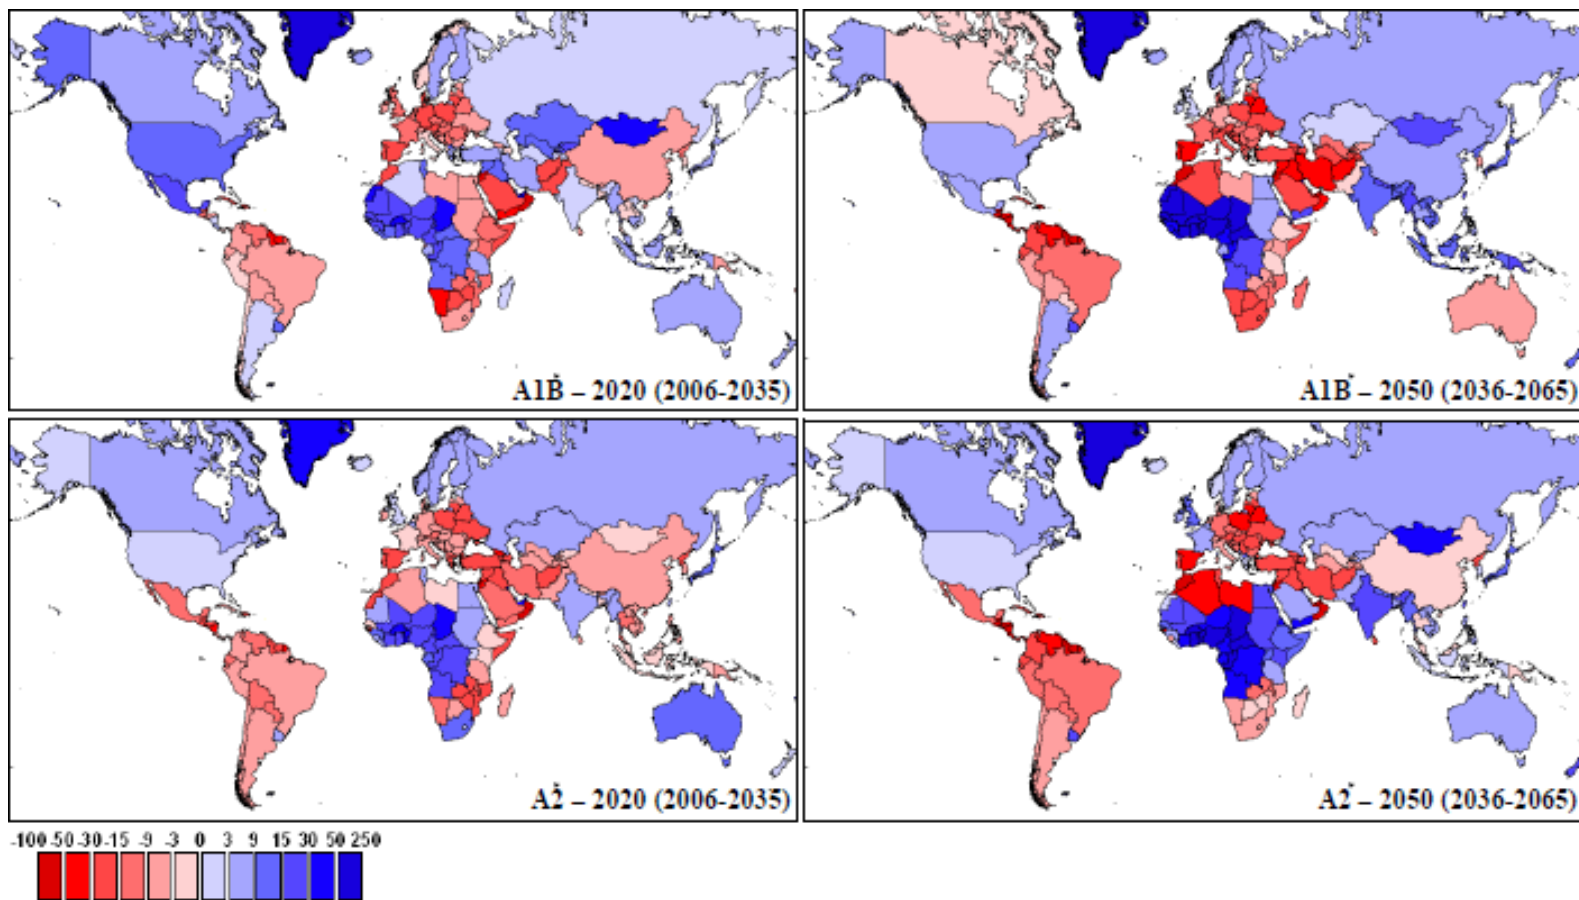 A1B – 2020 (2006-2035)
A1B – 2050 (2036-2065)
A2 – 2020 (2006-2035)
A2 – 2050 (2036-2065)
-100 -50 -30 -15 -9 -3 0 3 9 15 30 50 250